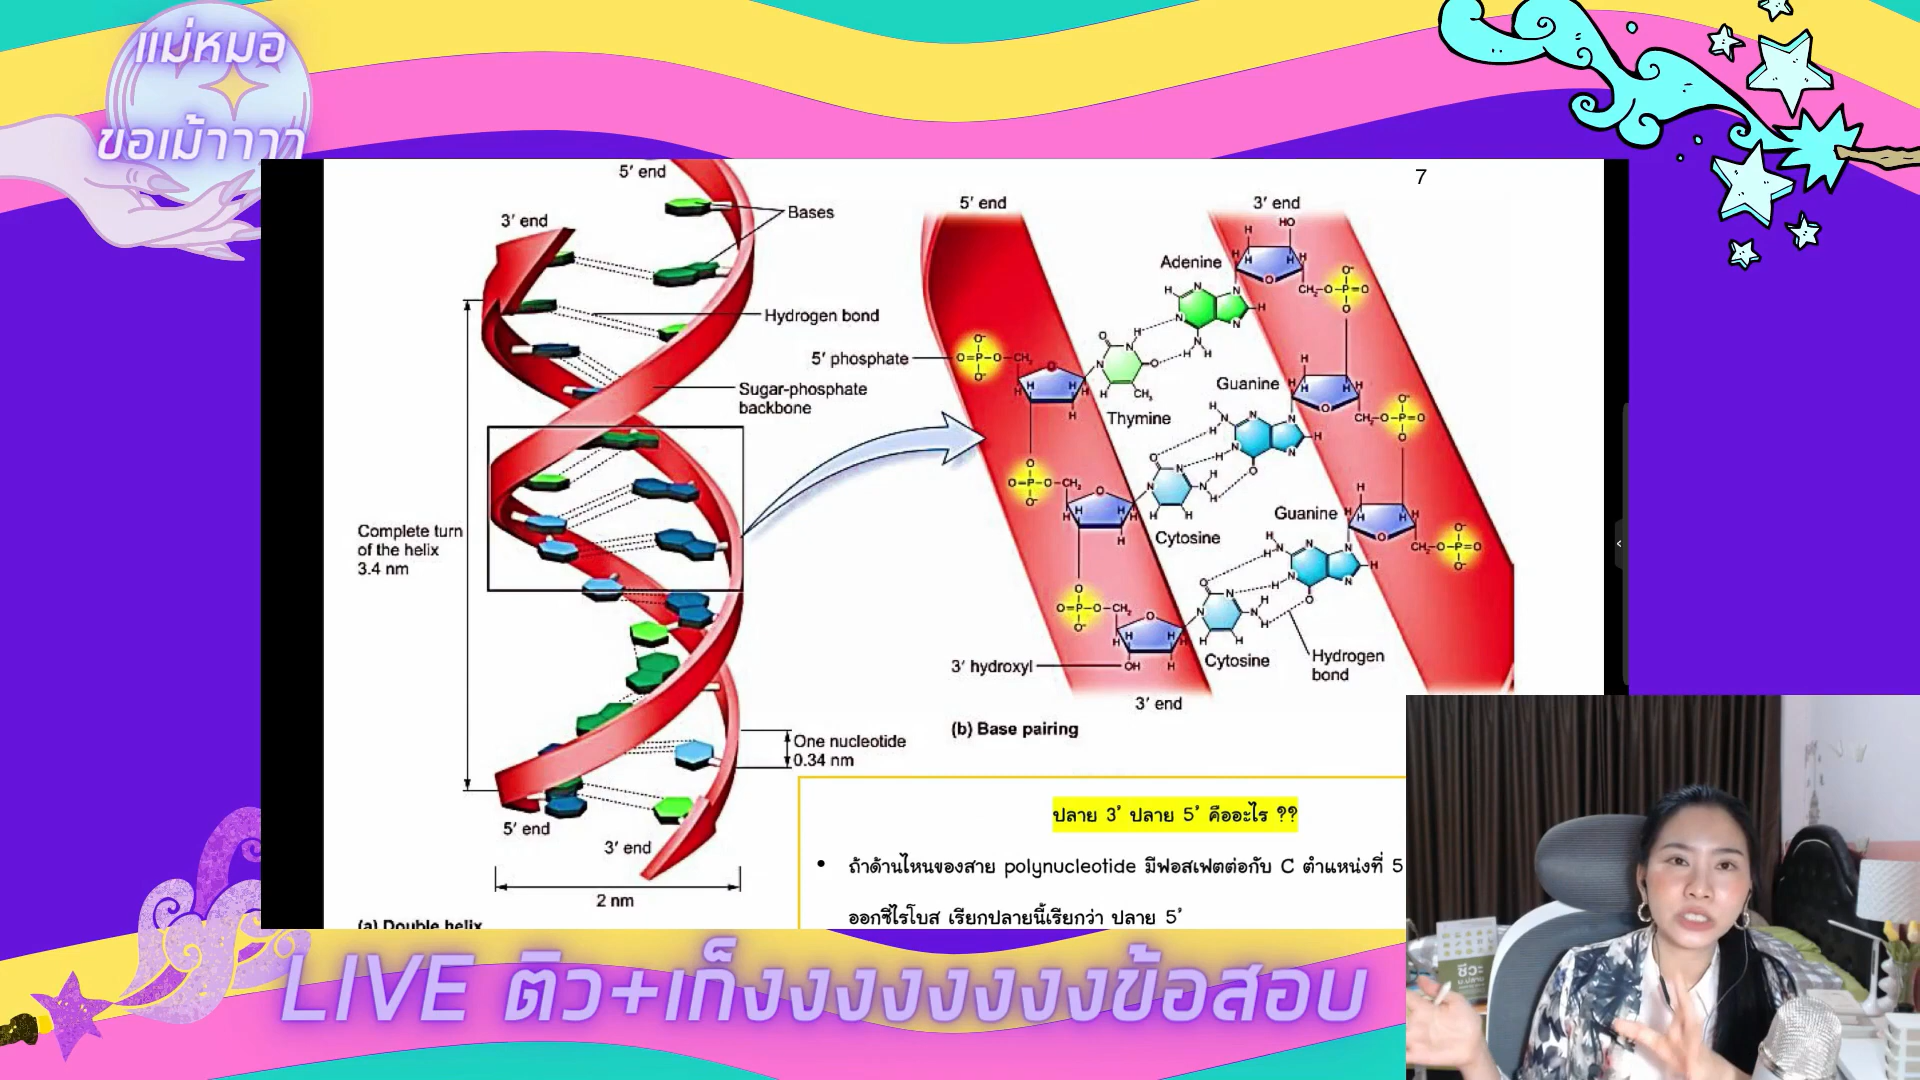 แม่หมอ
ขอเม้าาาา
7
5' end
3' end
Bases
Hydrogen bond
Sugar-phosphate
backbone
Complete turn
of the helix
3.4 nm
One nucleotide
0.34 nm
5' end
3' end
2 nm
(a) Double helix
5' end
3' end
Adenine
5' phosphate
Thymine
Guanine
Cytosine
Guanine
Cytosine
Hydrogen
bond
3' hydroxyl
3' end
(b) Base pairing
ปลาย 3' ปลาย 5' คืออะไร ??
• ถ้าด้านไหนของสาย polynucleotide มีฟอสเฟตต่อกับ C ตำแหน่งที่ 5
ออกซิไรโบส เรียกปลายนี้เรียกว่า ปลาย 5'
LIVE ติว+เก็งงงงงงงงข้อสอบ
ชีวะ
ม.ปลาย